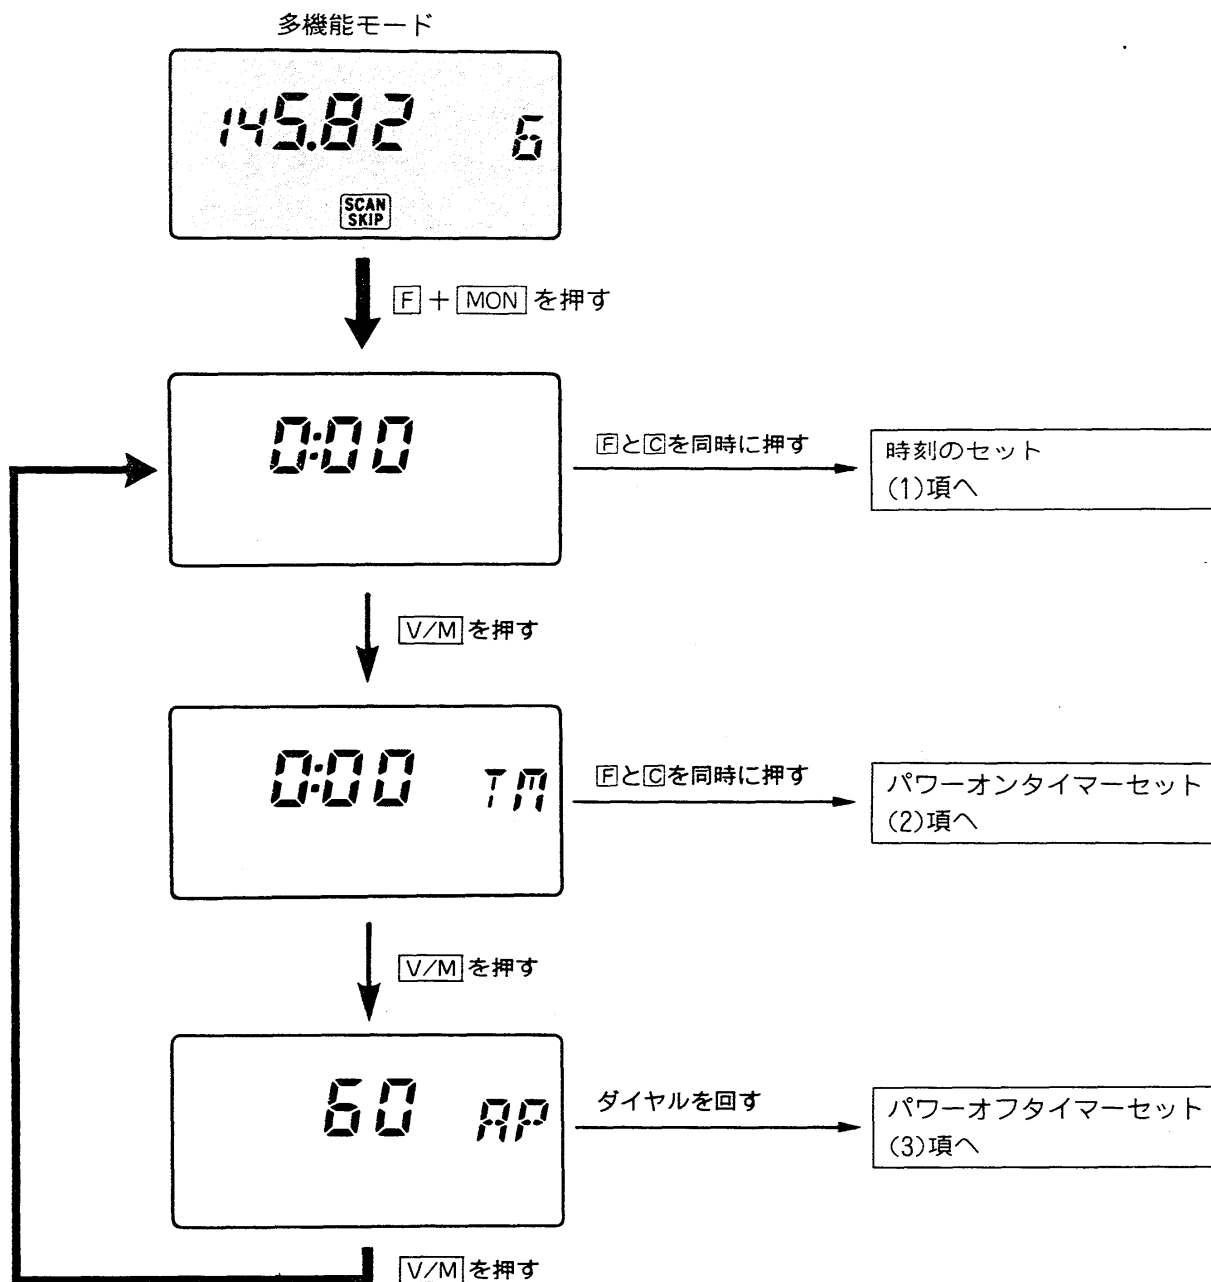 多機能モード
145.82 6
SCAN
SKIP
F + MON を押す
0:00
FとCを同時に押す
時刻のセット
(1)項へ
V/M を押す
0:00 TM
FとCを同時に押す
パワーオンタイマーセット
(2)項へ
V/M を押す
60 AP
ダイヤルを回す
パワーオフタイマーセット
(3)項へ
V/M を押す